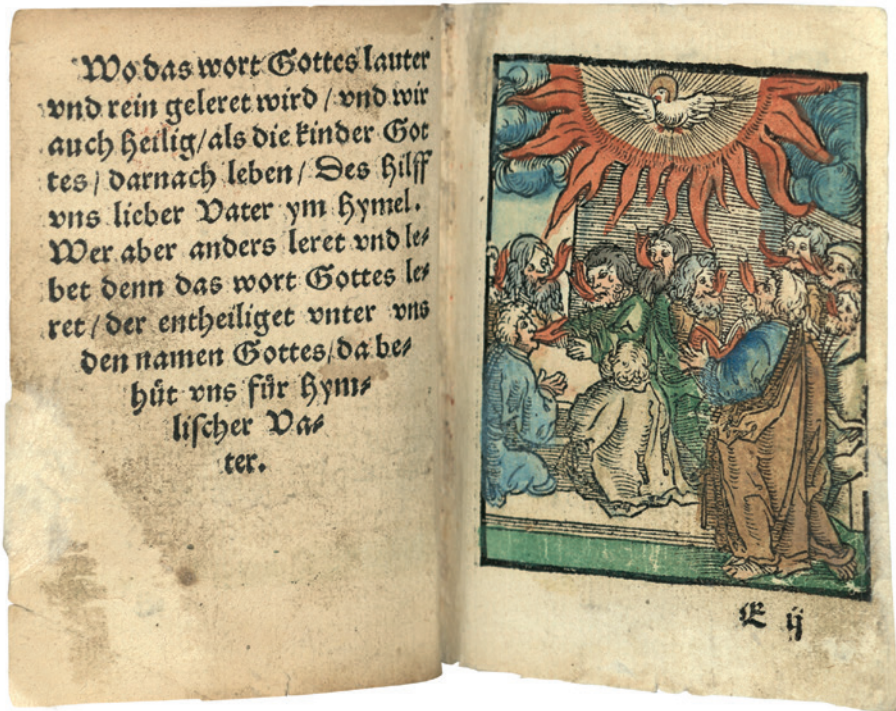 Wo das wort Gottes lauter
vnd rein geleret wird / vnd wir
auch heilig / als die kinder Got
tes / darnach leben / Des hilff
vns lieber Vater ym hymel.
Wer aber anders leret vnd le⸗
bet denn das wort Gottes le⸗
ret / der entheiliget vnter vns
den namen Gottes / da be⸗
hüt vns für hym⸗
lischer Va⸗
ter.
E ij